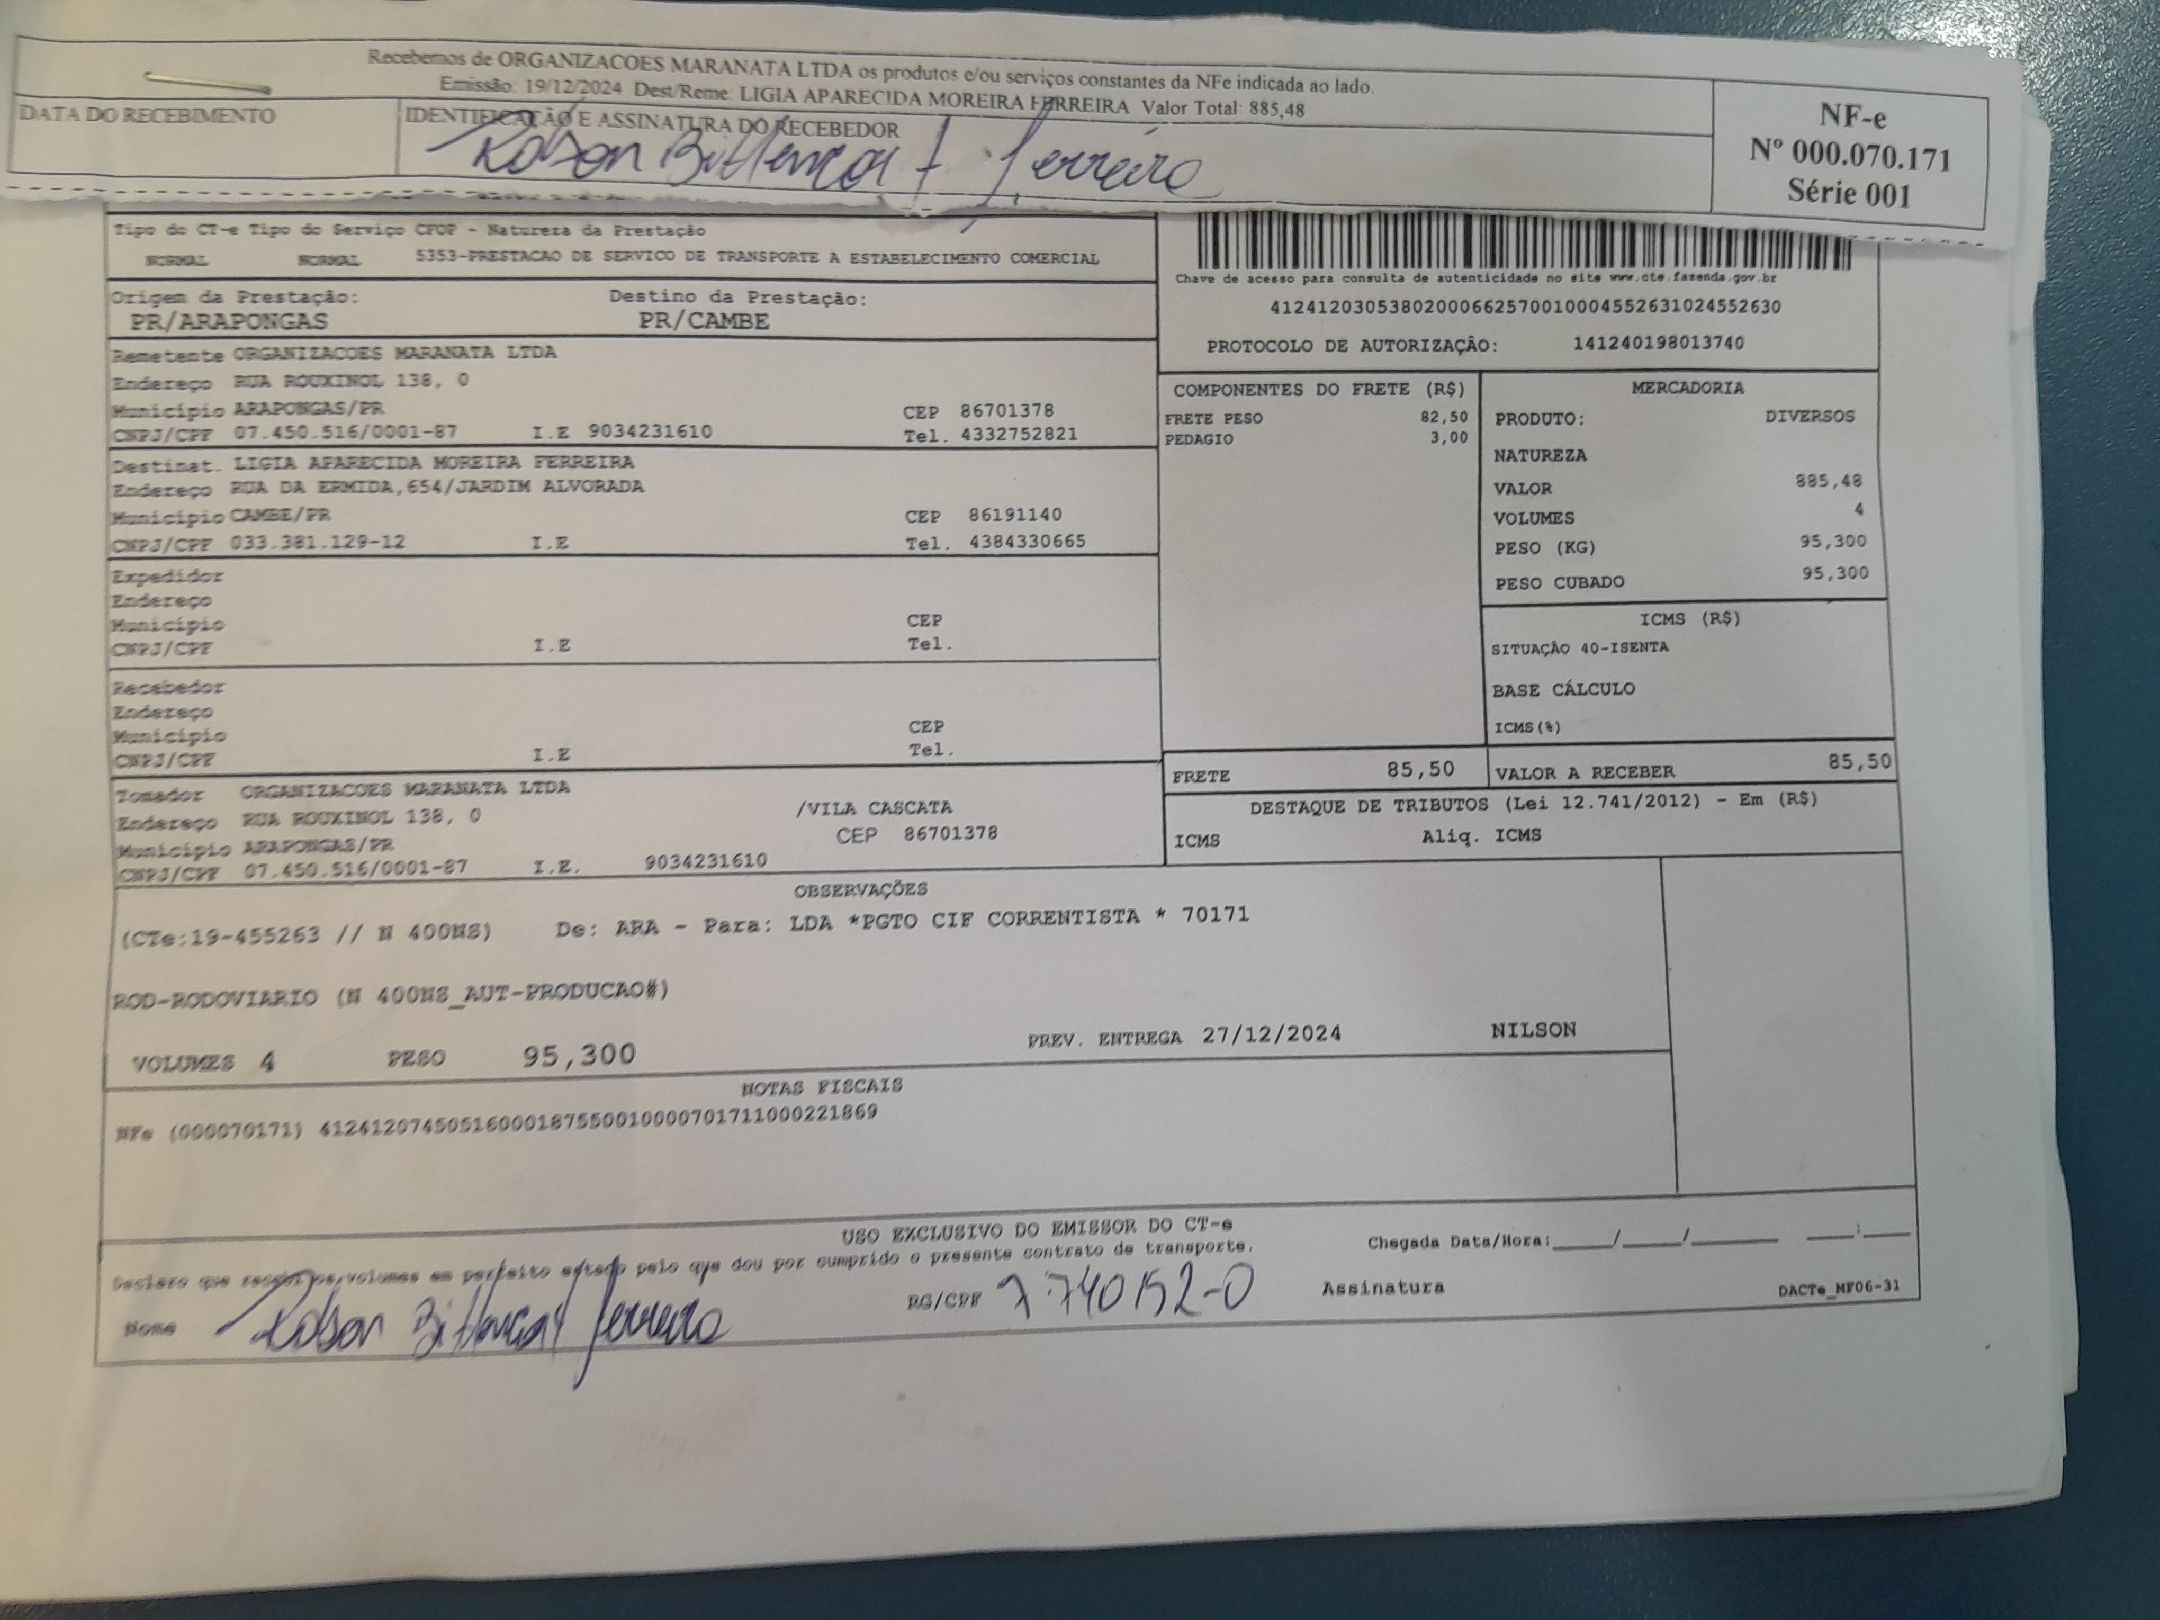 Recebemos de ORGANIZACOES MARANATA LTDA os produtos e/ou serviços constantes da NFe indicada ao lado.
Emissão: 19/12/2024 Dest/Reme: LIGIA APARECIDA MOREIRA FERREIRA Valor Total: 885,48
DATA DO RECEBIMENTO
IDENTIFICAÇÃO E ASSINATURA DO RECEBEDOR
Edson Bittencourt Ferreira
NF-e
Nº 000.070.171
Série 001
Tipo do CT-e Tipo do Serviço CFOP - Natureza da Prestação
NORMAL NORMAL 5353-PRESTACAO DE SERVICO DE TRANSPORTE A ESTABELECIMENTO COMERCIAL
Chave de acesso para consulta de autenticidade no site www.cte.fazenda.gov.br
41241203053802000662570010004552631024552630
PROTOCOLO DE AUTORIZAÇÃO: 141240198013740
Origem da Prestação: Destino da Prestação:
PR/ARAPONGAS PR/CAMBE
Remetente ORGANIZACOES MARANATA LTDA
Endereço RUA ROUXINOL 138, 0
Município ARAPONGAS/PR CEP 86701378
CNPJ/CPF 07.450.516/0001-87 I.E 9034231610 Tel. 4332752821
Destinat. LIGIA APARECIDA MOREIRA FERREIRA
Endereço RUA DA ERMIDA,654/JARDIM ALVORADA
Município CAMBE/PR CEP 86191140
CNPJ/CPF 033.381.129-12 I.E Tel. 4384330665
Expedidor
Endereço
Município CEP
CNPJ/CPF I.E Tel.
Recebedor
Endereço
Município CEP
CNPJ/CPF I.E Tel.
Tomador ORGANIZACOES MARANATA LTDA
Endereço RUA ROUXINOL 138, 0 /VILA CASCATA
Município ARAPONGAS/PR CEP 86701378
CNPJ/CPF 07.450.516/0001-87 I.E. 9034231610
COMPONENTES DO FRETE (R$)
FRETE PESO 82,50
PEDAGIO 3,00
MERCADORIA
PRODUTO: DIVERSOS
NATUREZA
VALOR 885,48
VOLUMES 4
PESO (KG) 95,300
PESO CUBADO 95,300
ICMS (R$)
SITUAÇÃO 40-ISENTA
BASE CÁLCULO
ICMS(%)
FRETE 85,50 VALOR A RECEBER 85,50
DESTAQUE DE TRIBUTOS (Lei 12.741/2012) - Em (R$)
ICMS Aliq. ICMS
OBSERVAÇÕES
(CTe:19-455263 // N 400NS) De: ARA - Para: LDA *PGTO CIF CORRENTISTA * 70171
ROD-RODOVIARIO (N 400NS_AUT-PRODUCAO#)
VOLUMES 4 PESO 95,300 PREV. ENTREGA 27/12/2024 NILSON
NOTAS FISCAIS
NFe (000070171) 41241207450516000187550010000701711000221869
USO EXCLUSIVO DO EMISSOR DO CT-e
Declaro que recebi os volumes em perfeito estado pelo que dou por cumprido o presente contrato de transporte.
Chegada Data/Hora:____/____/______ ___:___
Nome Edson Bittencourt Ferreira RG/CPF 7.740152-0 Assinatura DACTe_MF06-31